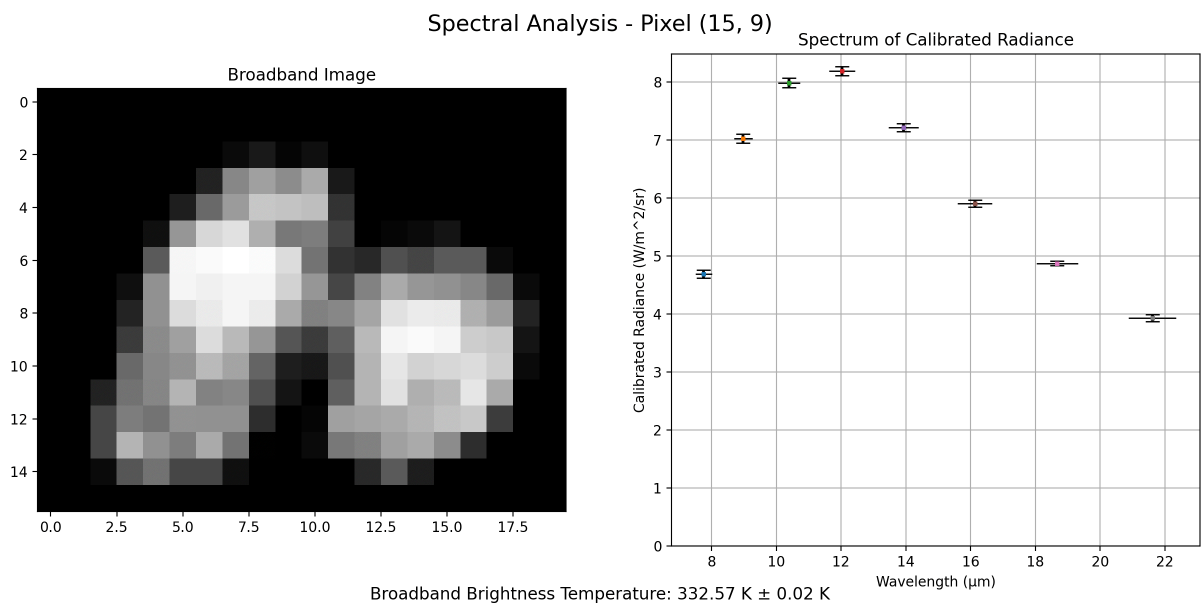 Spectral Analysis - Pixel (15, 9)
Broadband Image
0
2
4
6
8
10
12
14
0.0 2.5 5.0 7.5 10.0 12.5 15.0 17.5
Spectrum of Calibrated Radiance
Calibrated Radiance (W/m^2/sr)
8
7
6
5
4
3
2
1
0
8 10 12 14 16 18 20 22
Wavelength (μm)
Broadband Brightness Temperature: 332.57 K ± 0.02 K